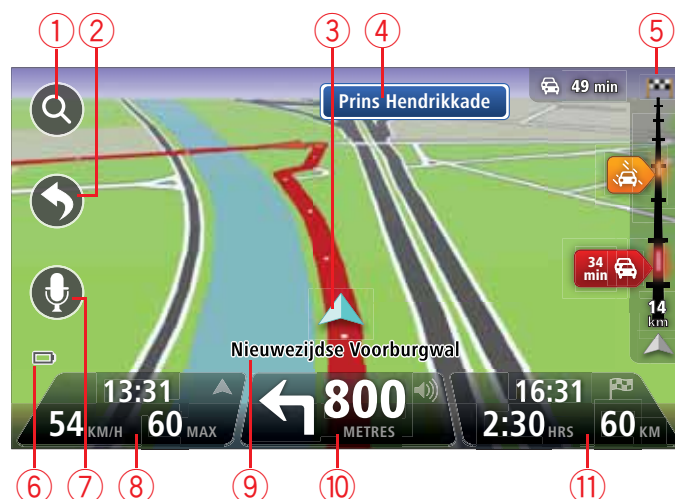 1 2 3 4 5
49 min
Prins Hendrikkade
34 min
14 km
Nieuwezijdse Voorburgwal
13:31
54 KM/H 60 MAX
800 METRES
16:31
2:30 HRS 60 KM
6 7 8 9 10 11